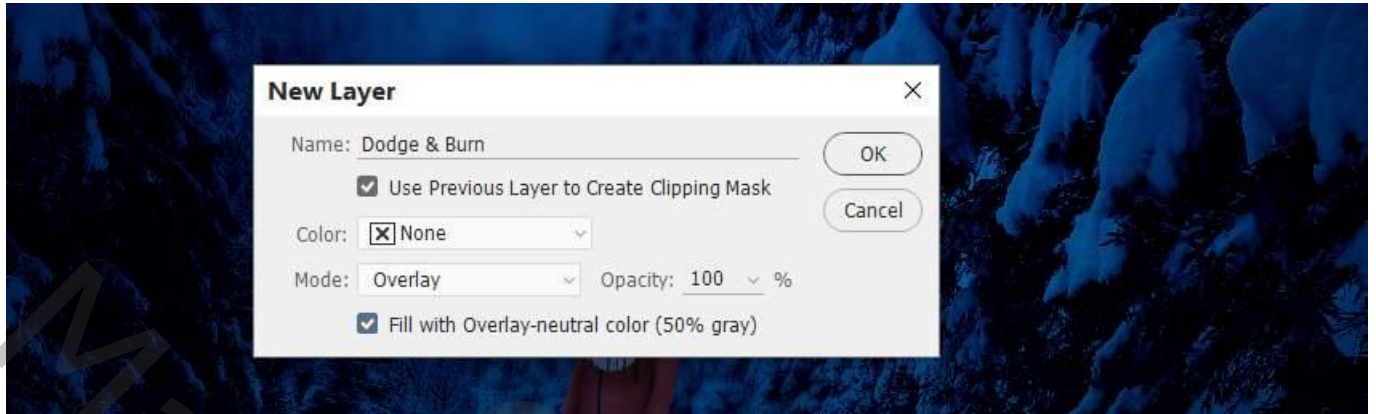 New Layer
Name: Dodge & Burn
OK
Use Previous Layer to Create Clipping Mask
Cancel
Color: None
Mode: Overlay Opacity: 100 %
Fill with Overlay-neutral color (50% gray)